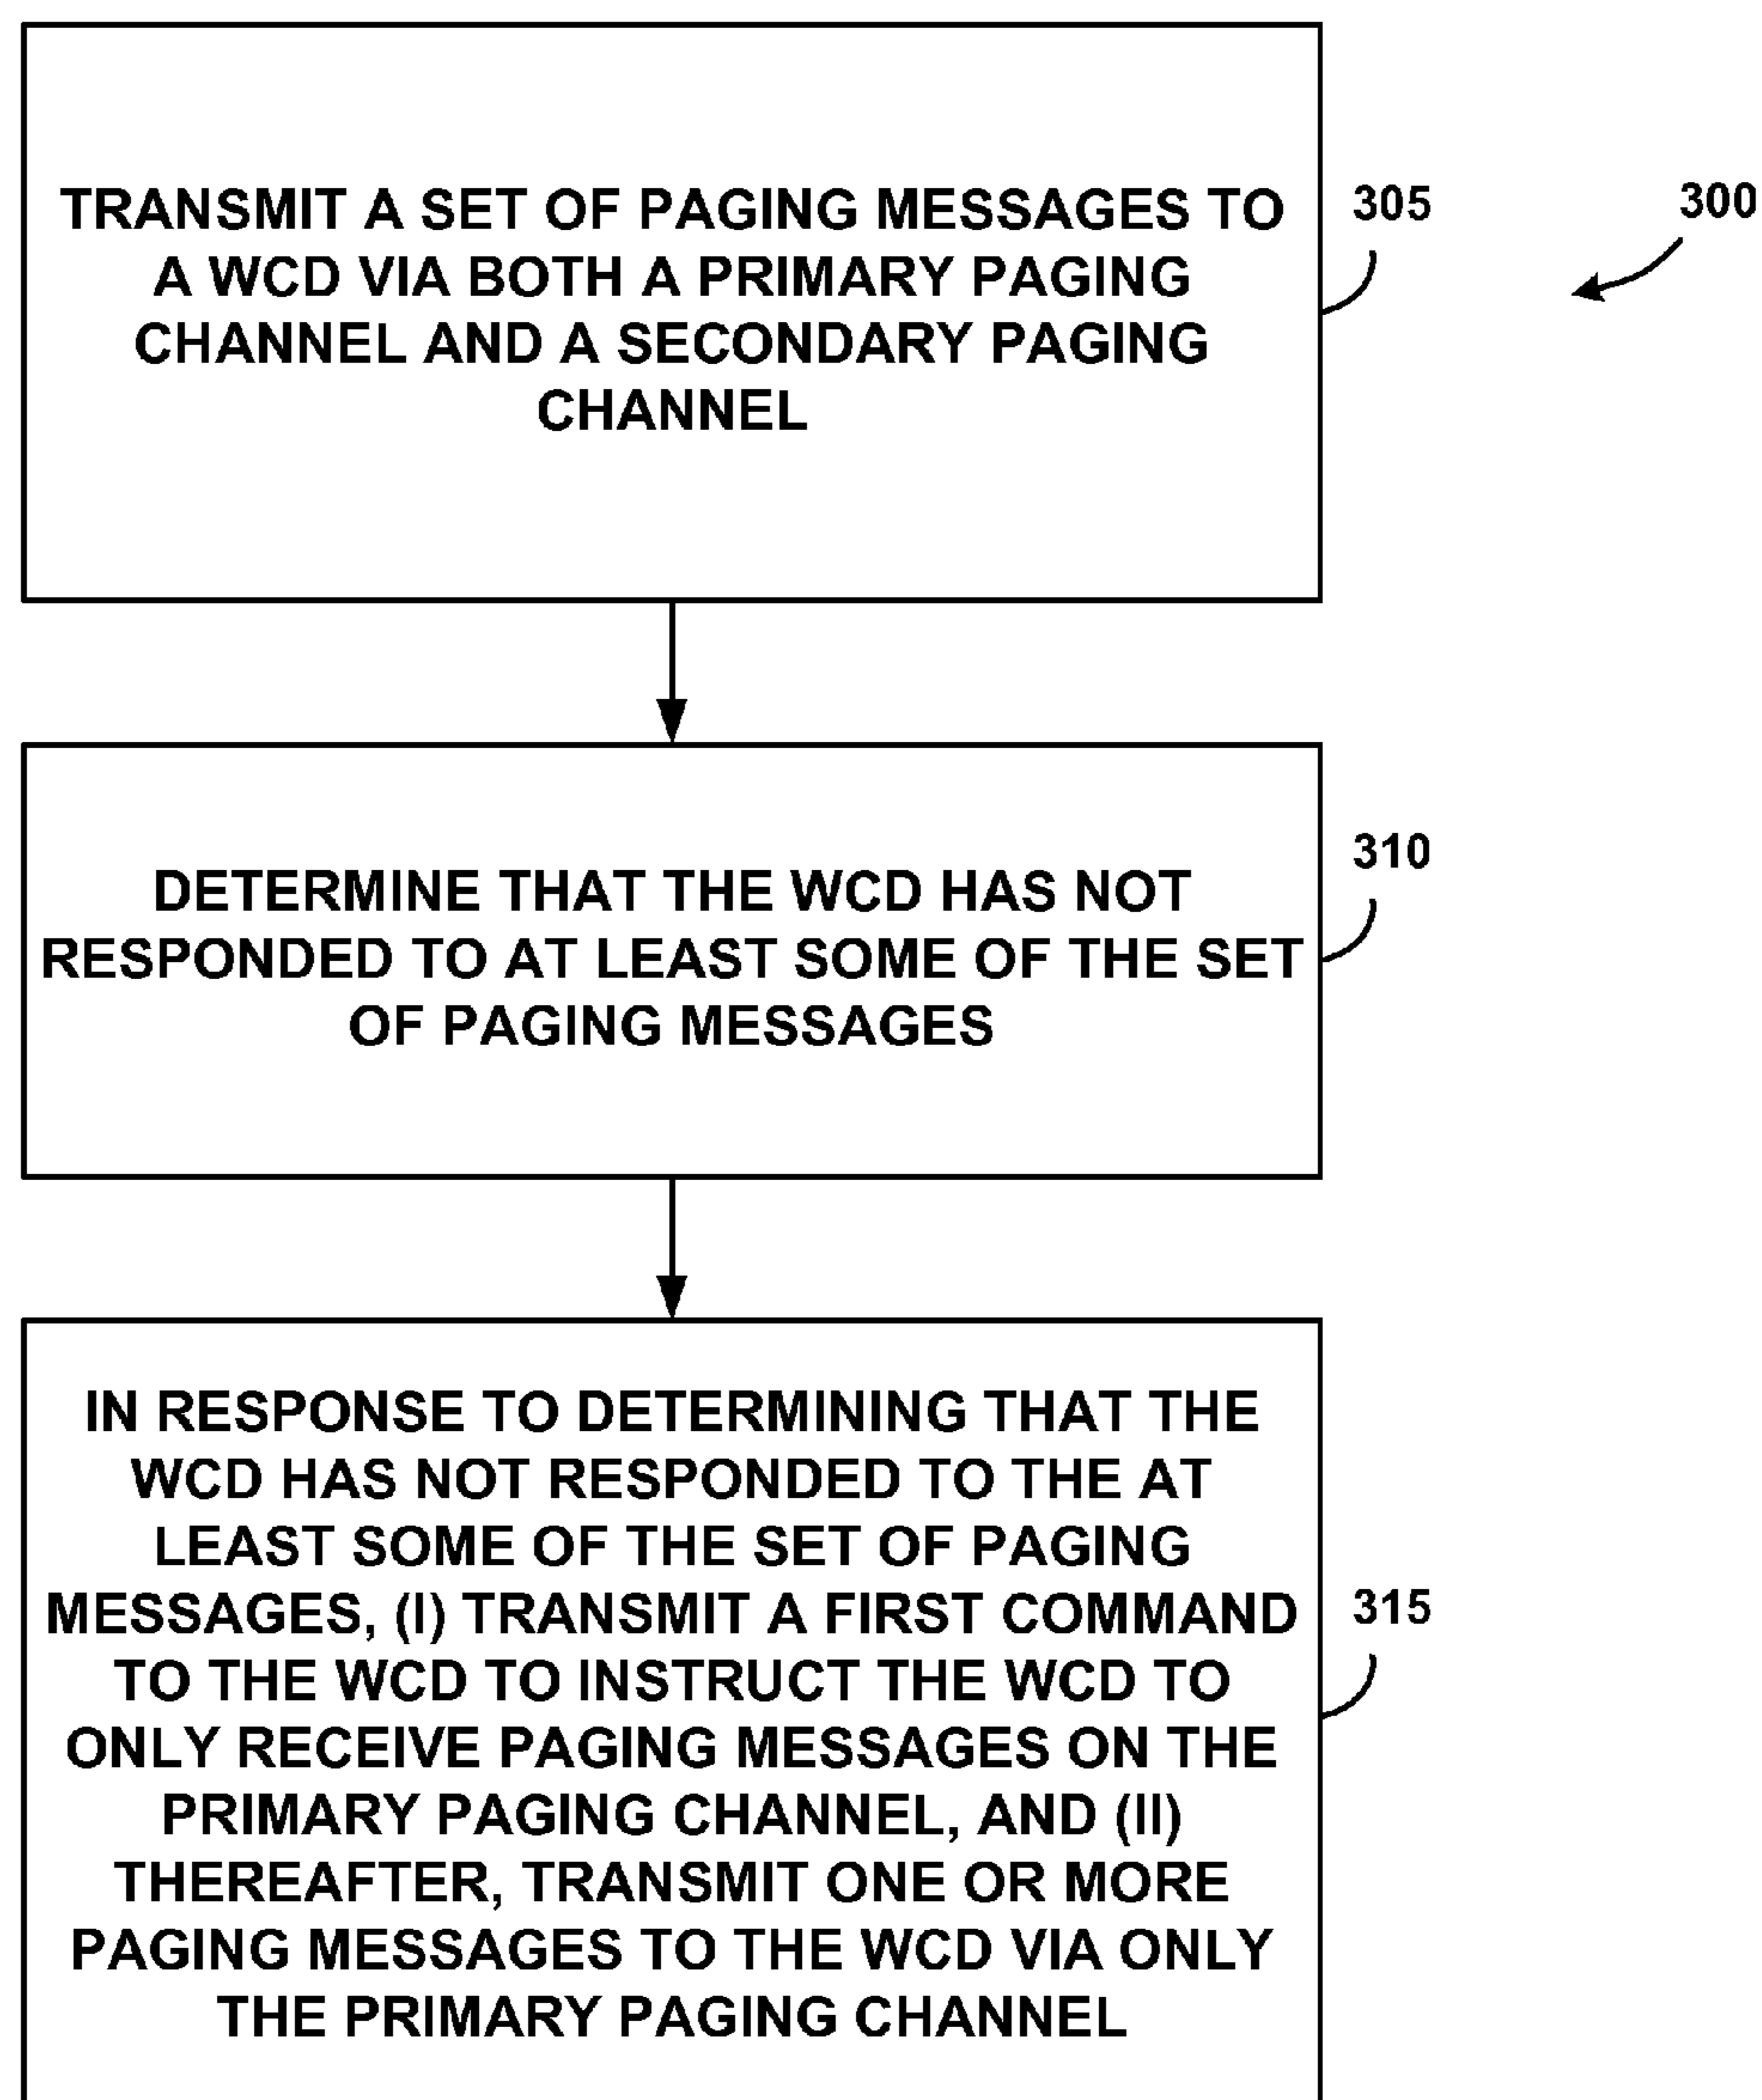 TRANSMIT A SET OF PAGING MESSAGES TO
A WCD VIA BOTH A PRIMARY PAGING
CHANNEL AND A SECONDARY PAGING
CHANNEL
305
300
DETERMINE THAT THE WCD HAS NOT
RESPONDED TO AT LEAST SOME OF THE SET
OF PAGING MESSAGES
310
IN RESPONSE TO DETERMINING THAT THE
WCD HAS NOT RESPONDED TO THE AT
LEAST SOME OF THE SET OF PAGING
MESSAGES, (I) TRANSMIT A FIRST COMMAND
TO THE WCD TO INSTRUCT THE WCD TO
ONLY RECEIVE PAGING MESSAGES ON THE
PRIMARY PAGING CHANNEL, AND (II)
THEREAFTER, TRANSMIT ONE OR MORE
PAGING MESSAGES TO THE WCD VIA ONLY
THE PRIMARY PAGING CHANNEL
315